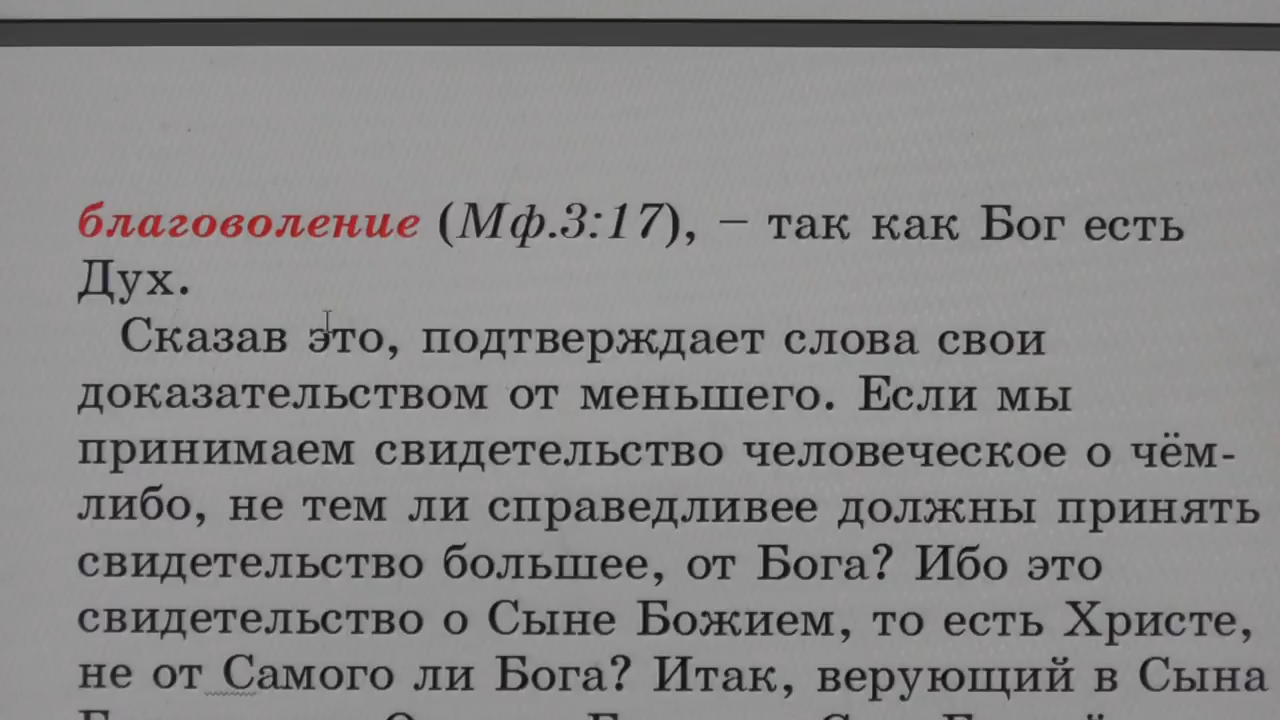 благоволение (Мф.3:17), – так как Бог есть
Дух.
Сказав это, подтверждает слова свои
доказательством от меньшего. Если мы
принимаем свидетельство человеческое о чём-
либо, не тем ли справедливее должны принять
свидетельство большее, от Бога? Ибо это
свидетельство о Сыне Божием, то есть Христе,
не от Самого ли Бога? Итак, верующий в Сына